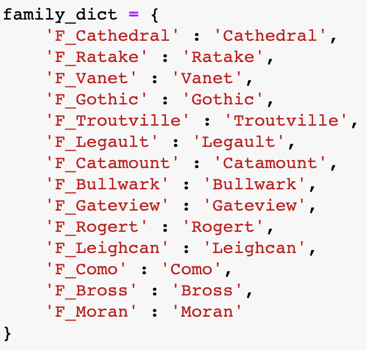 family_dict = {
    'F_Cathedral' : 'Cathedral',
    'F_Ratake' : 'Ratake',
    'F_Vanet' : 'Vanet',
    'F_Gothic' : 'Gothic',
    'F_Troutville' : 'Troutville',
    'F_Legault' : 'Legault',
    'F_Catamount' : 'Catamount',
    'F_Bullwark' : 'Bullwark',
    'F_Gateview' : 'Gateview',
    'F_Rogert' : 'Rogert',
    'F_Leighcan' : 'Leighcan',
    'F_Como' : 'Como',
    'F_Bross' : 'Bross',
    'F_Moran' : 'Moran'
}